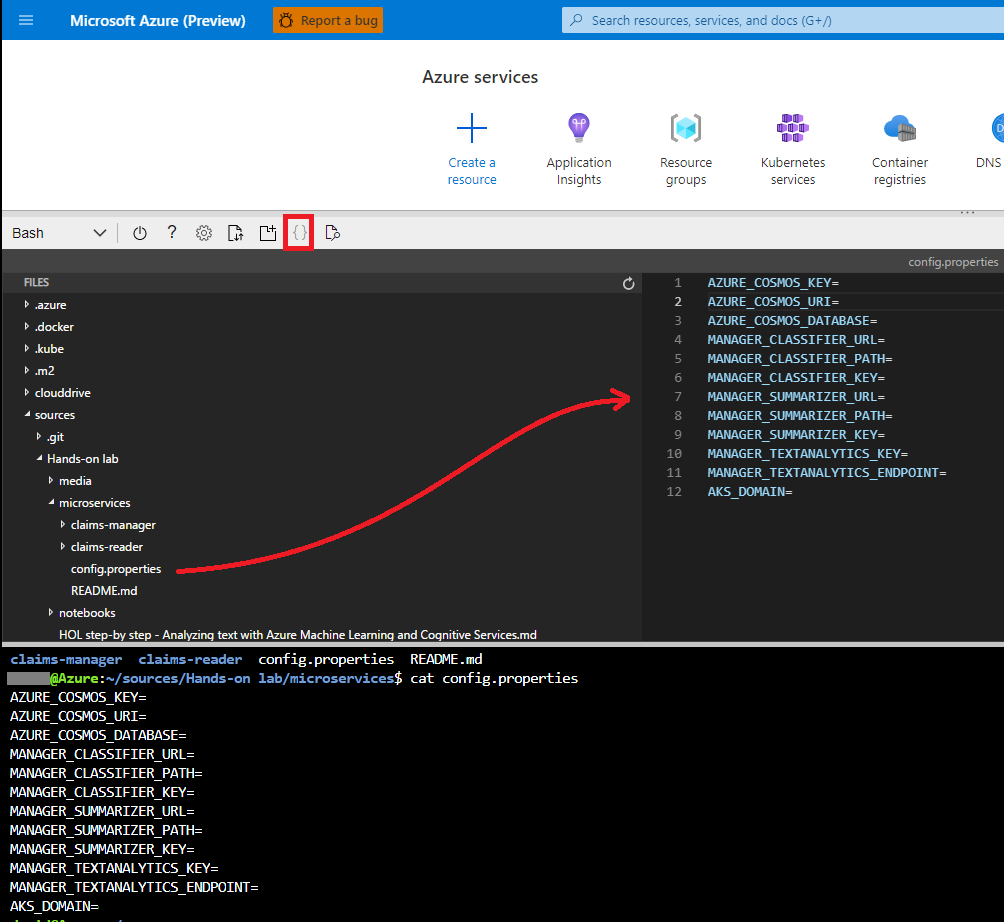 Microsoft Azure (Preview)
Report a bug
Search resources, services, and docs (G+/)
Azure services
Create a
resource
Application
Insights
Resource
groups
Kubernetes
services
Container
registries
DNS
Bash
?
{}
config.properties
FILES
.azure
.docker
.kube
.m2
clouddrive
sources
.git
Hands-on lab
media
microservices
claims-manager
claims-reader
config.properties
README.md
notebooks
HOL step-by step - Analyzing text with Azure Machine Learning and Cognitive Services.md
1 AZURE_COSMOS_KEY=
2 AZURE_COSMOS_URI=
3 AZURE_COSMOS_DATABASE=
4 MANAGER_CLASSIFIER_URL=
5 MANAGER_CLASSIFIER_PATH=
6 MANAGER_CLASSIFIER_KEY=
7 MANAGER_SUMMARIZER_URL=
8 MANAGER_SUMMARIZER_PATH=
9 MANAGER_SUMMARIZER_KEY=
10 MANAGER_TEXTANALYTICS_KEY=
11 MANAGER_TEXTANALYTICS_ENDPOINT=
12 AKS_DOMAIN=
claims-manager claims-reader config.properties README.md
@Azure:~/sources/Hands-on lab/microservices$ cat config.properties
AZURE_COSMOS_KEY=
AZURE_COSMOS_URI=
AZURE_COSMOS_DATABASE=
MANAGER_CLASSIFIER_URL=
MANAGER_CLASSIFIER_PATH=
MANAGER_CLASSIFIER_KEY=
MANAGER_SUMMARIZER_URL=
MANAGER_SUMMARIZER_PATH=
MANAGER_SUMMARIZER_KEY=
MANAGER_TEXTANALYTICS_KEY=
MANAGER_TEXTANALYTICS_ENDPOINT=
AKS_DOMAIN=